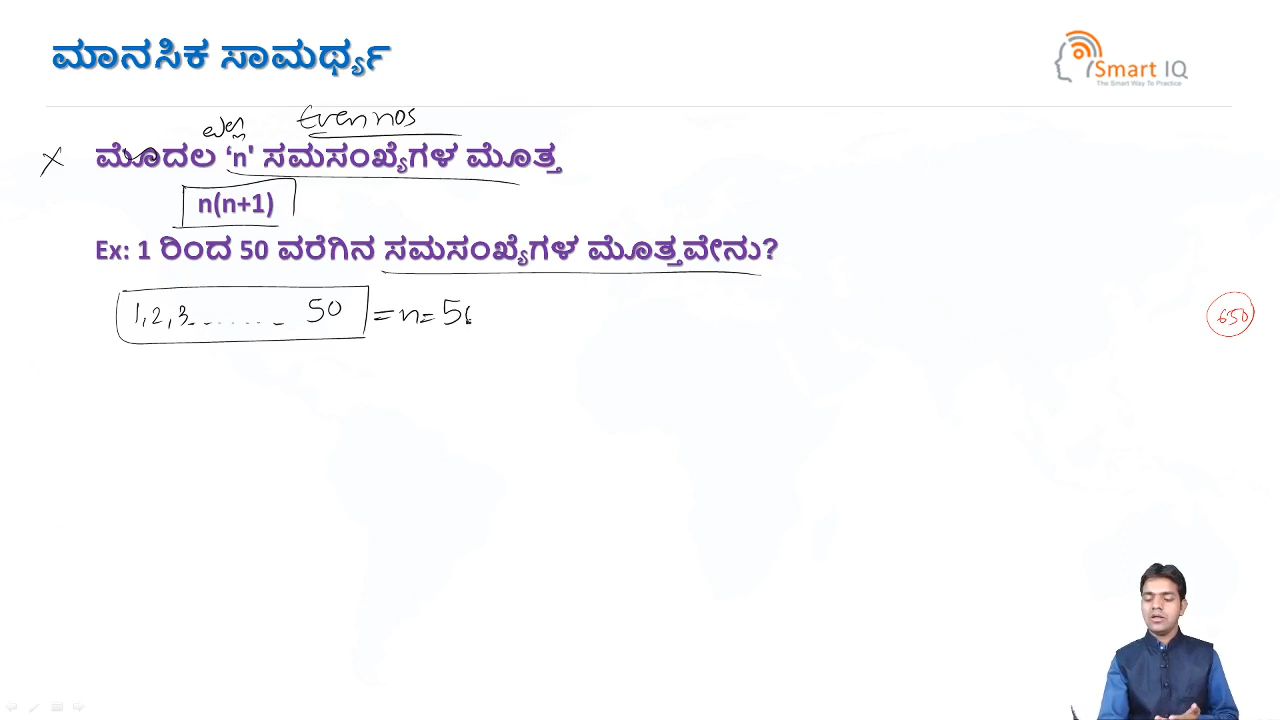 ಮಾನಸಿಕ ಸಾಮರ್ಥ್ಯ
Smart IQ
The Smart Way To Practice
ಎಲ್ಲ Even nos
ಮೊದಲ ‘n' ಸಮಸಂಖ್ಯೆಗಳ ಮೊತ್ತ
n(n+1)
Ex: 1 ರಿಂದ 50 ವರೆಗಿನ ಸಮಸಂಖ್ಯೆಗಳ ಮೊತ್ತವೇನು?
1,2,3------- 50 = n=50
650